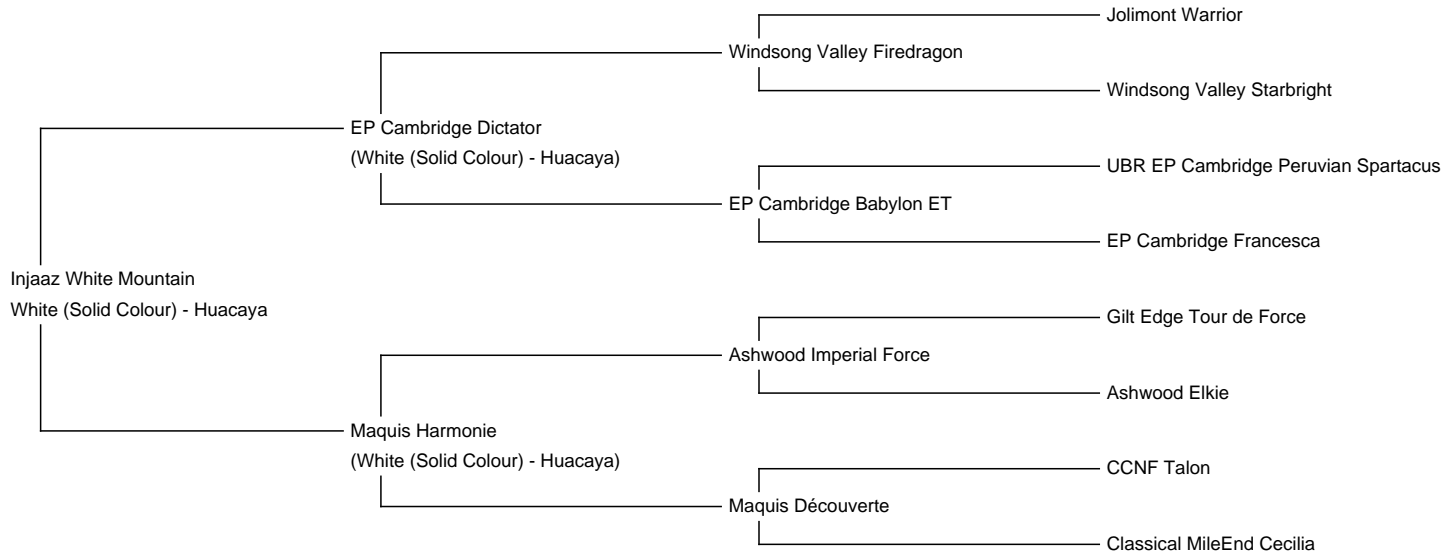 Jolimont Warrior
Windsong Valley Firedragon
Windsong Valley Starbright
EP Cambridge Dictator
(White (Solid Colour) - Huacaya)
UBR EP Cambridge Peruvian Spartacus
EP Cambridge Babylon ET
EP Cambridge Francesca
Injaaz White Mountain
White (Solid Colour) - Huacaya
Gilt Edge Tour de Force
Ashwood Imperial Force
Ashwood Elkie
Maquis Harmonie
(White (Solid Colour) - Huacaya)
CCNF Talon
Maquis Découverte
Classical MileEnd Cecilia